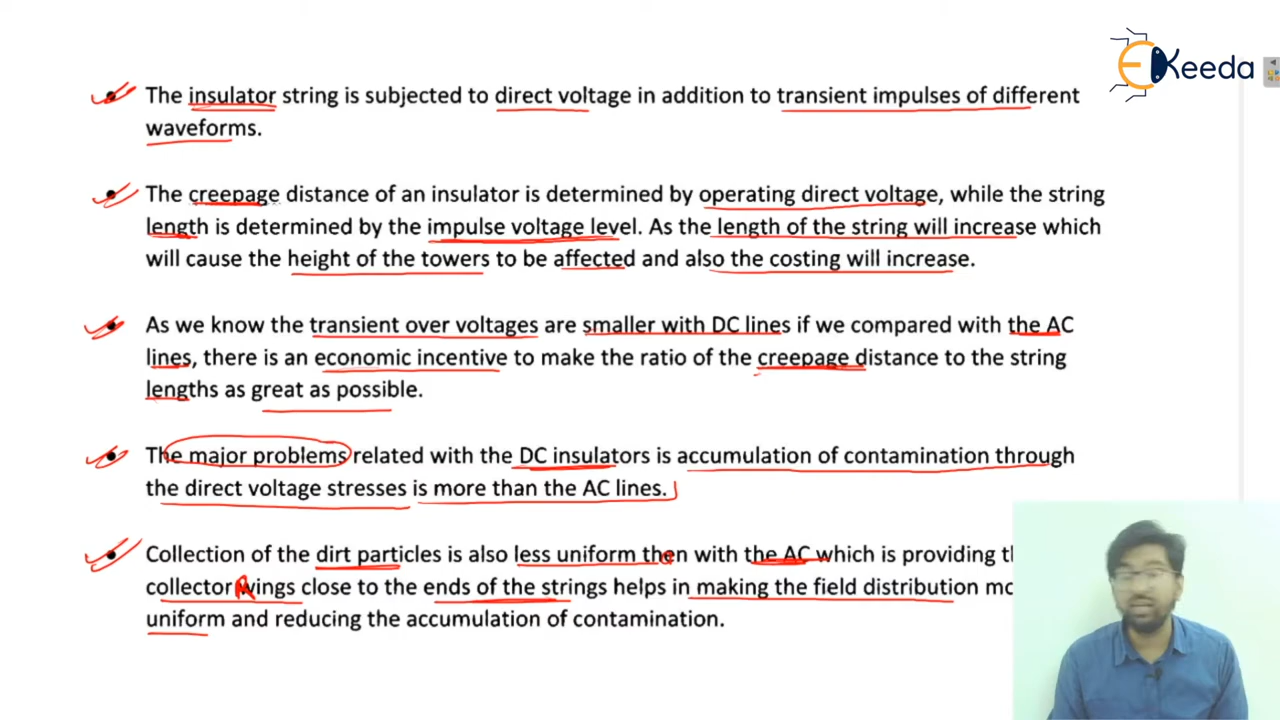 EKeeda
The insulator string is subjected to direct voltage in addition to transient impulses of different
waveforms.
The creepage distance of an insulator is determined by operating direct voltage, while the string
length is determined by the impulse voltage level. As the length of the string will increase which
will cause the height of the towers to be affected and also the costing will increase.
As we know the transient over voltages are smaller with DC lines if we compared with the AC
lines, there is an economic incentive to make the ratio of the creepage distance to the string
lengths as great as possible.
The major problems related with the DC insulators is accumulation of contamination through
the direct voltage stresses is more than the AC lines.
Collection of the dirt particles is also less uniform then with the AC which is providing
collector wings close to the ends of the strings helps in making the field distribution
uniform and reducing the accumulation of contamination.